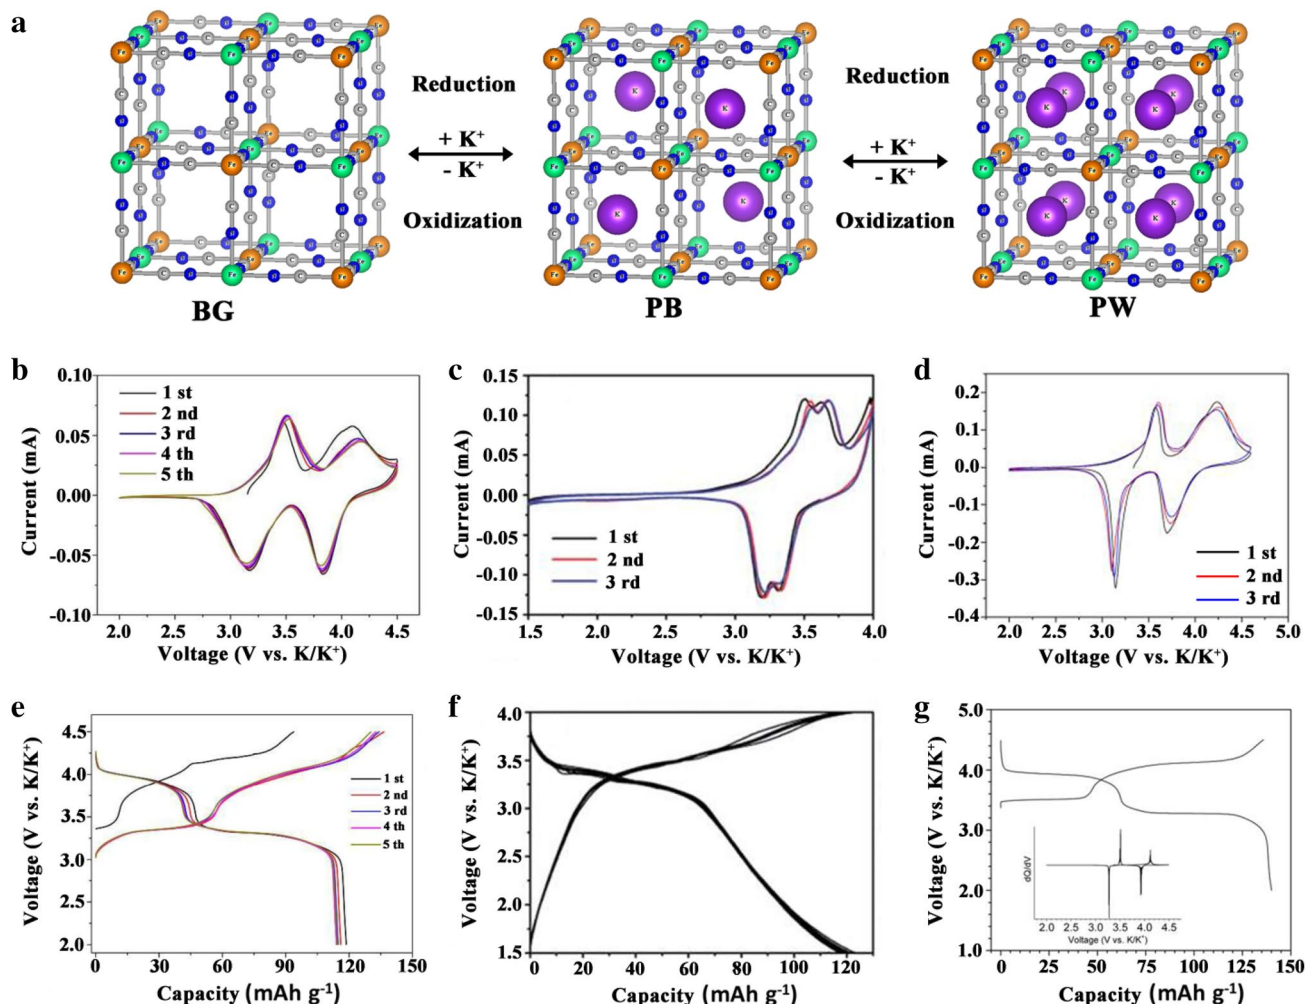 a
Reduction
+ K⁺
- K⁺
Oxidization
Reduction
+ K⁺
- K⁺
Oxidization
BG
PB
PW
b
0.10
0.05
0.00
-0.05
-0.10
Current (mA)
1 st
2 nd
3 rd
4 th
5 th
2.0 2.5 3.0 3.5 4.0 4.5
Voltage (V vs. K/K⁺)
c
0.15
0.10
0.05
0.00
-0.05
-0.10
-0.15
Current (mA)
1 st
2 nd
3 rd
1.5 2.0 2.5 3.0 3.5 4.0
Voltage (V vs. K/K⁺)
d
0.2
0.1
0.0
-0.1
-0.2
-0.3
-0.4
Current (mA)
1 st
2 nd
3 rd
2.0 2.5 3.0 3.5 4.0 4.5 5.0
Voltage (V vs. K/K⁺)
e
4.5
4.0
3.5
3.0
2.5
2.0
Voltage (V vs. K/K⁺)
1 st
2 nd
3 rd
4 th
5 th
0 30 60 90 120 150
Capacity (mAh g⁻¹)
f
4.0
3.5
3.0
2.5
2.0
1.5
Voltage (V vs. K/K⁺)
0 20 40 60 80 100 120
Capacity (mAh g⁻¹)
g
5.0
4.0
3.0
2.0
1.0
Voltage (V vs. K/K⁺)
dQ/dV
2.0 2.5 3.0 3.5 4.0 4.5
Voltage (V vs. K/K⁺)
0 25 50 75 100 125 150
Capacity (mAh g⁻¹)